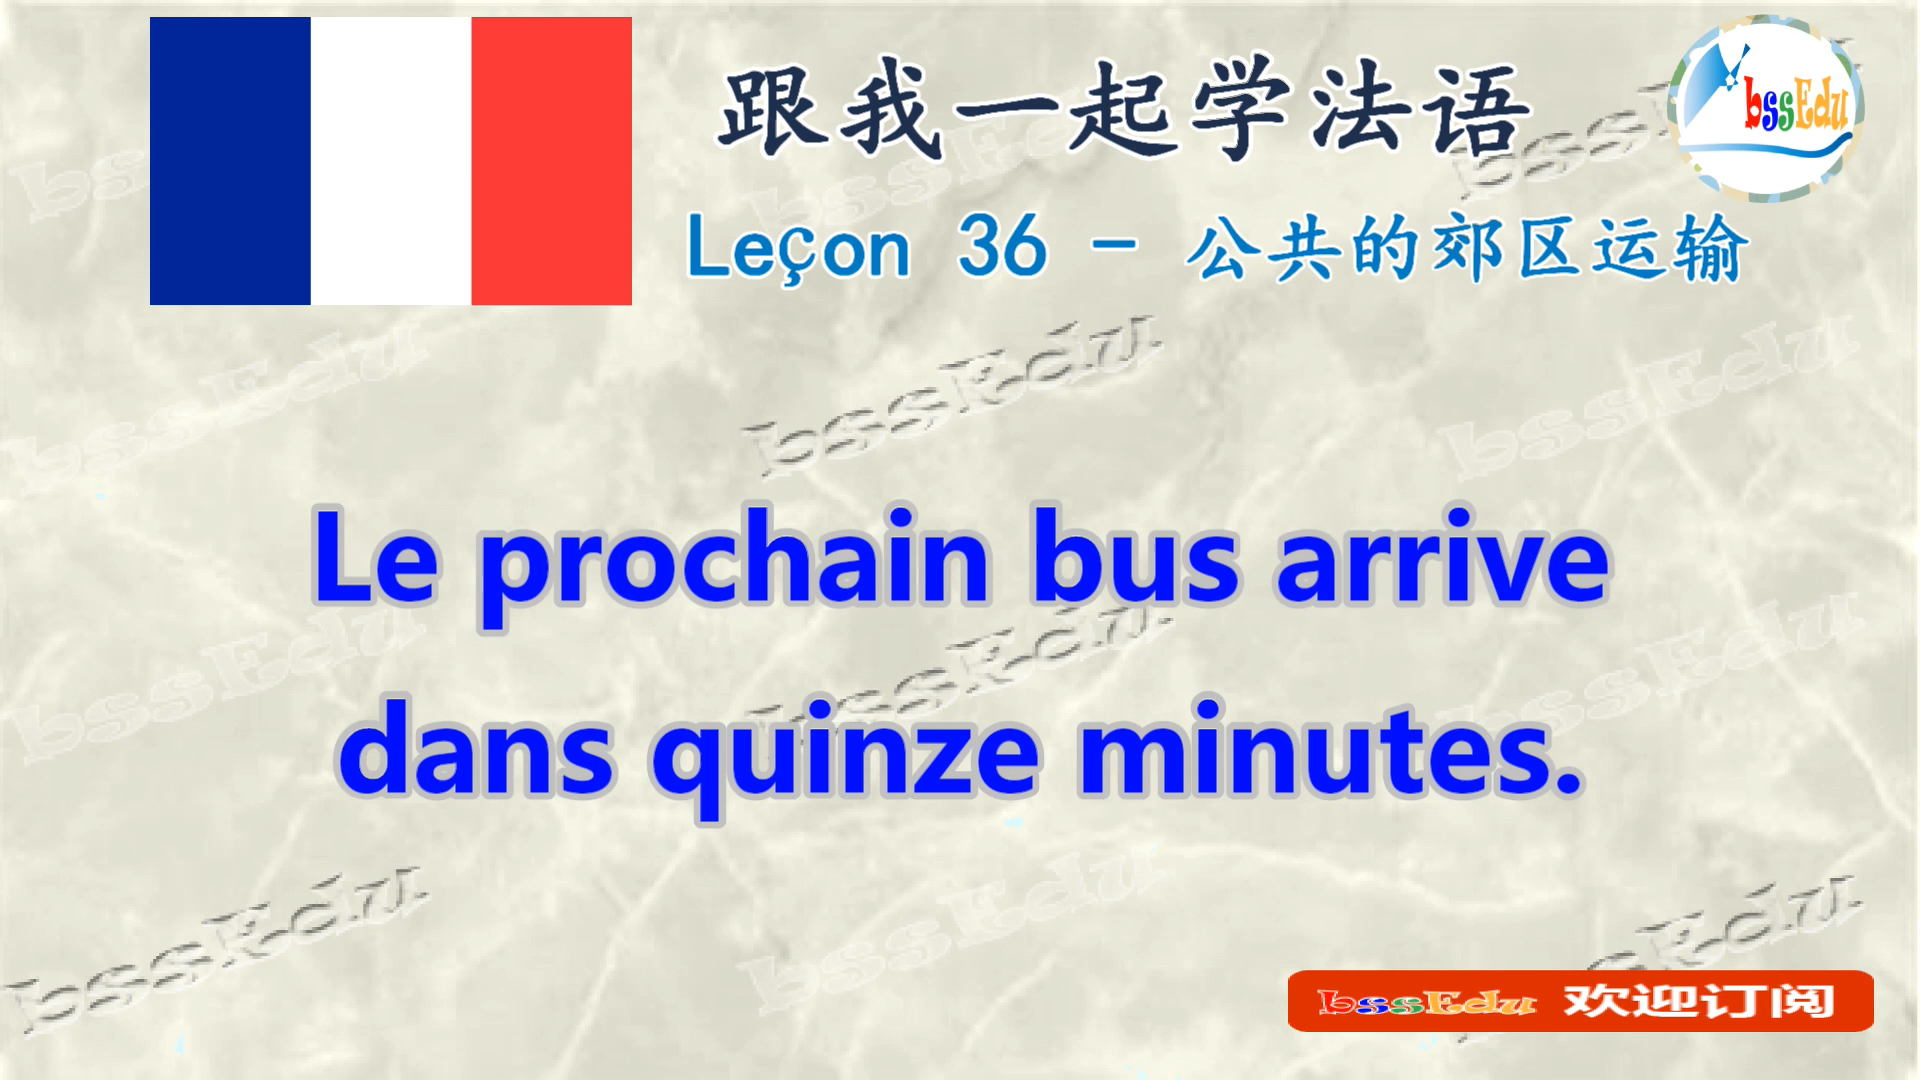 跟我一起学法语
bssEdu
Leçon 36 - 公共的郊区运输
Le prochain bus arrive
dans quinze minutes.
bssEdu 欢迎订阅